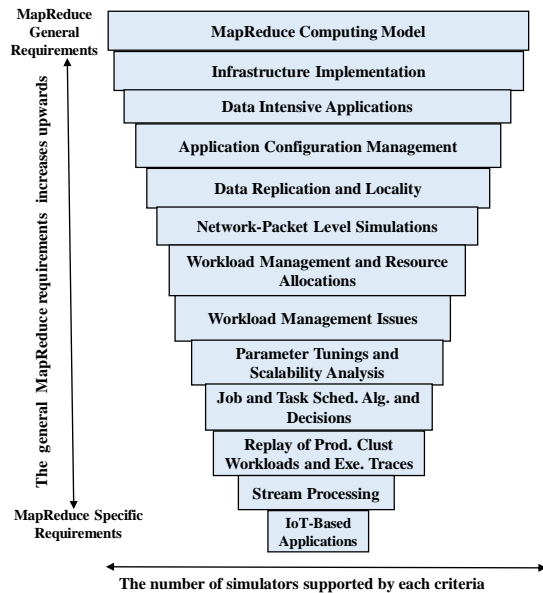 MapReduce
General
Requirements
MapReduce Computing Model
Infrastructure Implementation
Data Intensive Applications
Application Configuration Management
Data Replication and Locality
Network-Packet Level Simulations
Workload Management and Resource
Allocations
Workload Management Issues
Parameter Tunings and
Scalability Analysis
Job and Task Sched. Alg. and
Decisions
Replay of Prod. Clust
Workloads and Exe. Traces
Stream Processing
IoT-Based
Applications
The general MapReduce requirements increases upwards
MapReduce Specific
Requirements
The number of simulators supported by each criteria